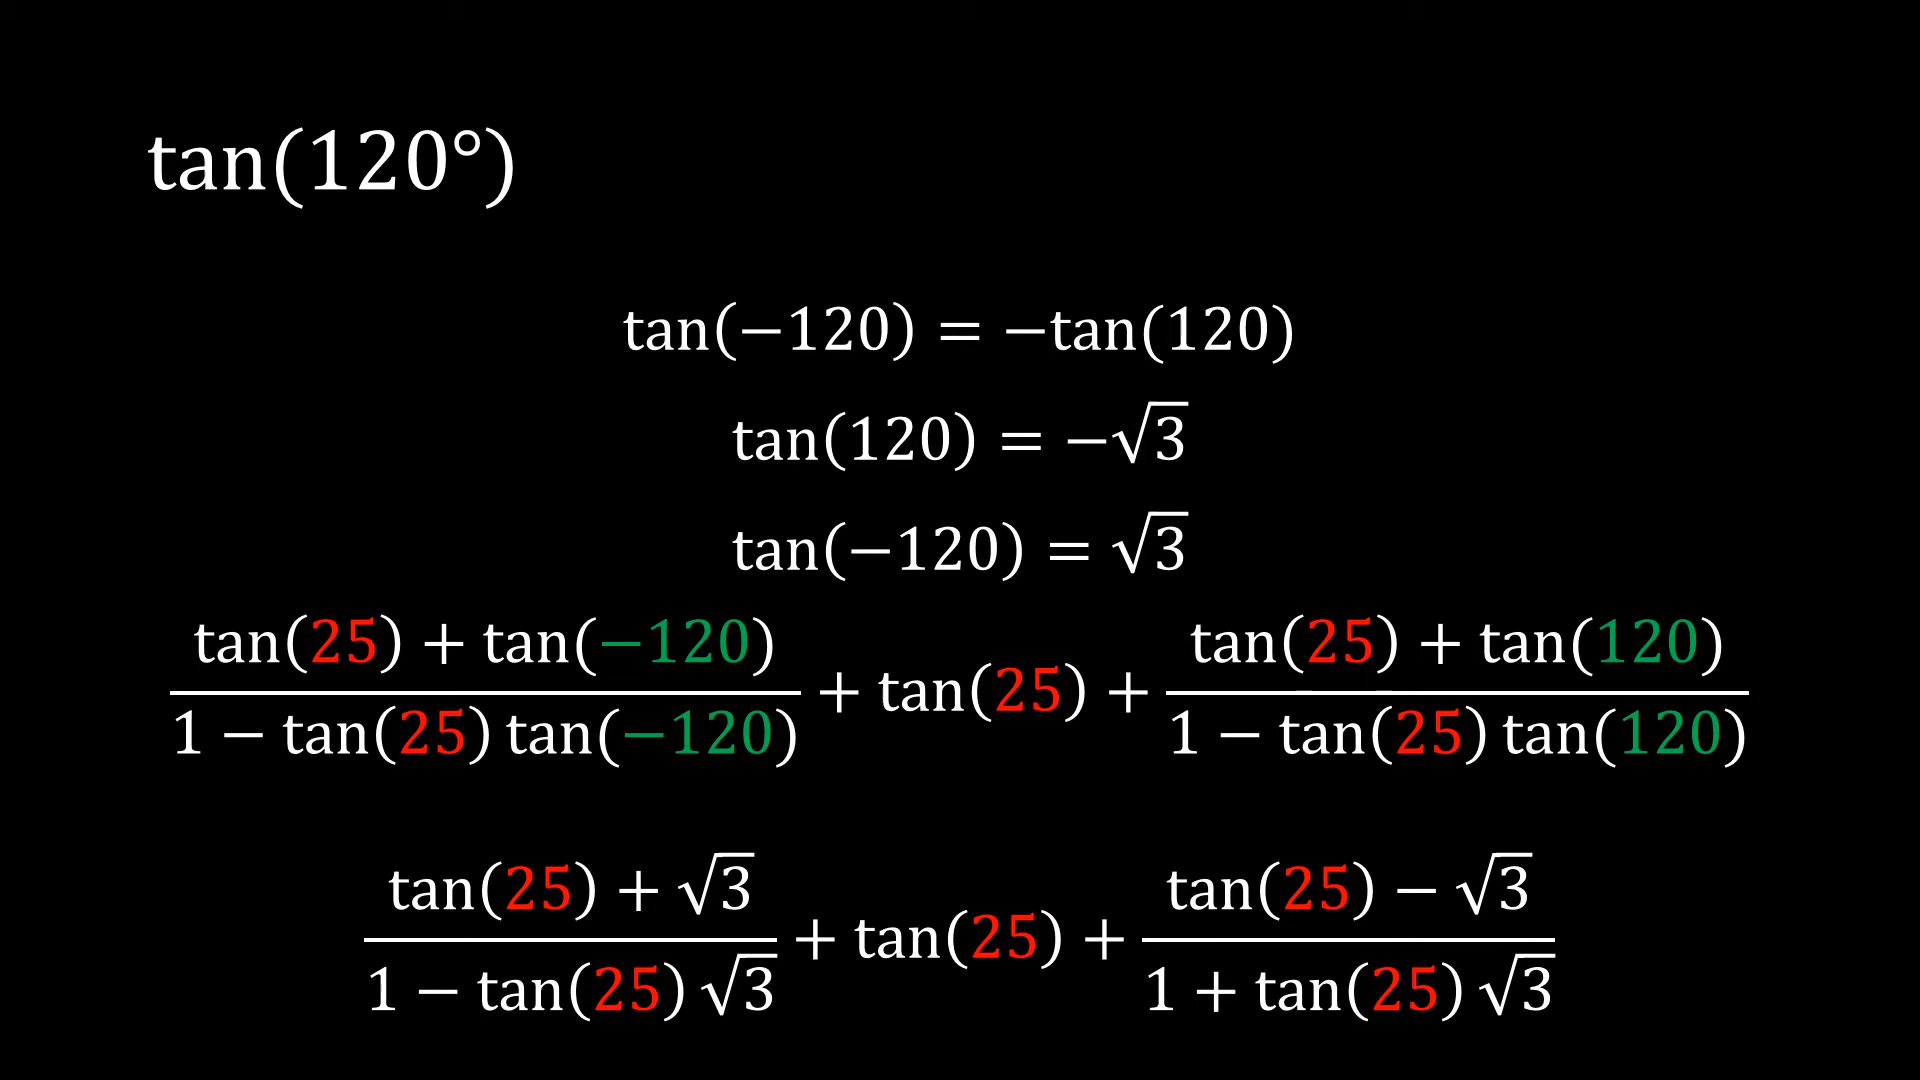 tan(120°)
tan(−120) = −tan(120)
tan(120) = −√3
tan(−120) = √3
tan(25) + tan(−120) / 1 − tan(25) tan(−120) + tan(25) + tan(25) + tan(120) / 1 − tan(25) tan(120)
tan(25) + √3 / 1 − tan(25) √3 + tan(25) + tan(25) − √3 / 1 + tan(25) √3